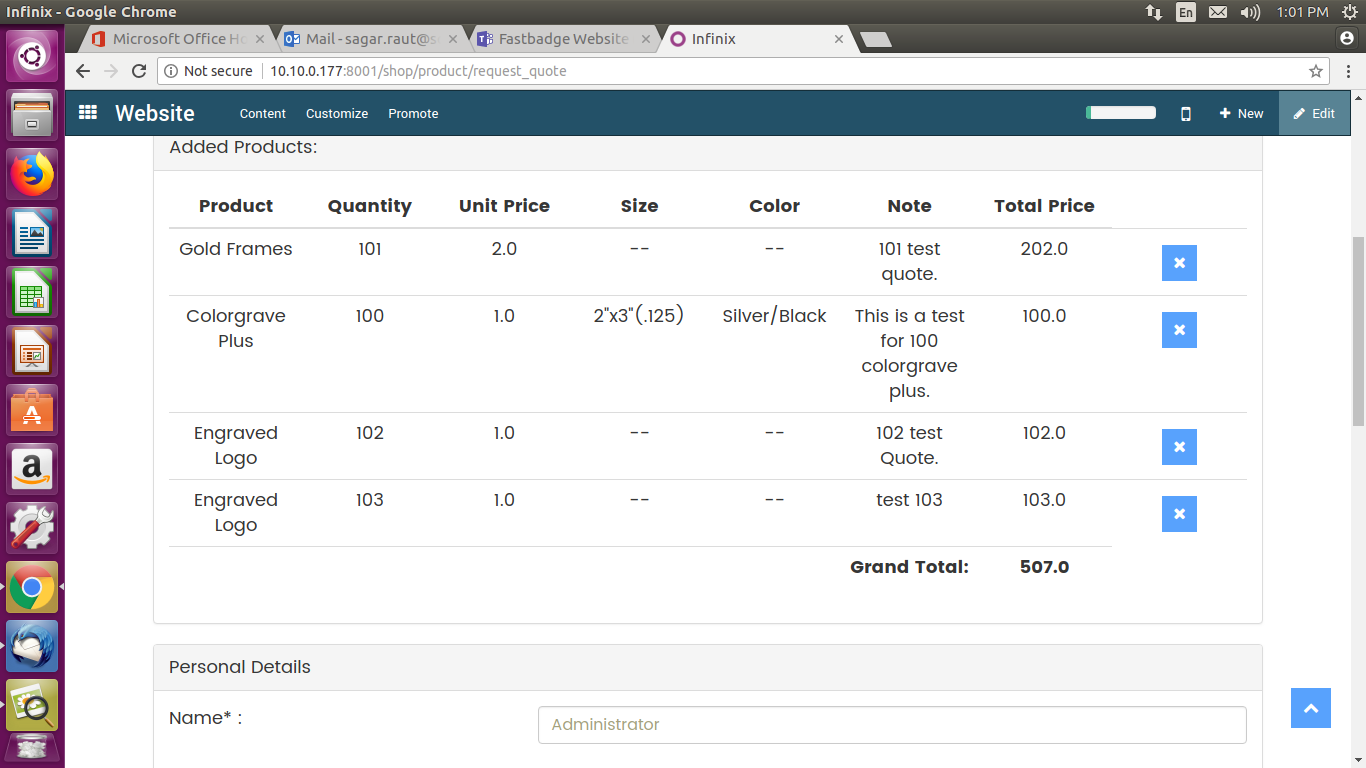 Infinix - Google Chrome
En
1:01 PM
Microsoft Office Ho
Mail - sagar.raut@s
Fastbadge Website
Infinix
Not secure
10.10.0.177:8001/shop/product/request_quote
Website
Content
Customize
Promote
New
Edit
Added Products:
Product Quantity Unit Price Size Color Note Total Price
Gold Frames 101 2.0 -- -- 101 test 202.0
quote.
Colorgrave 100 1.0 2"x3"(.125) Silver/Black This is a test 100.0
Plus for 100
colorgrave
plus.
Engraved 102 1.0 -- -- 102 test 102.0
Logo Quote.
Engraved 103 1.0 -- -- test 103 103.0
Logo
Grand Total: 507.0
Personal Details
Name* :
Administrator